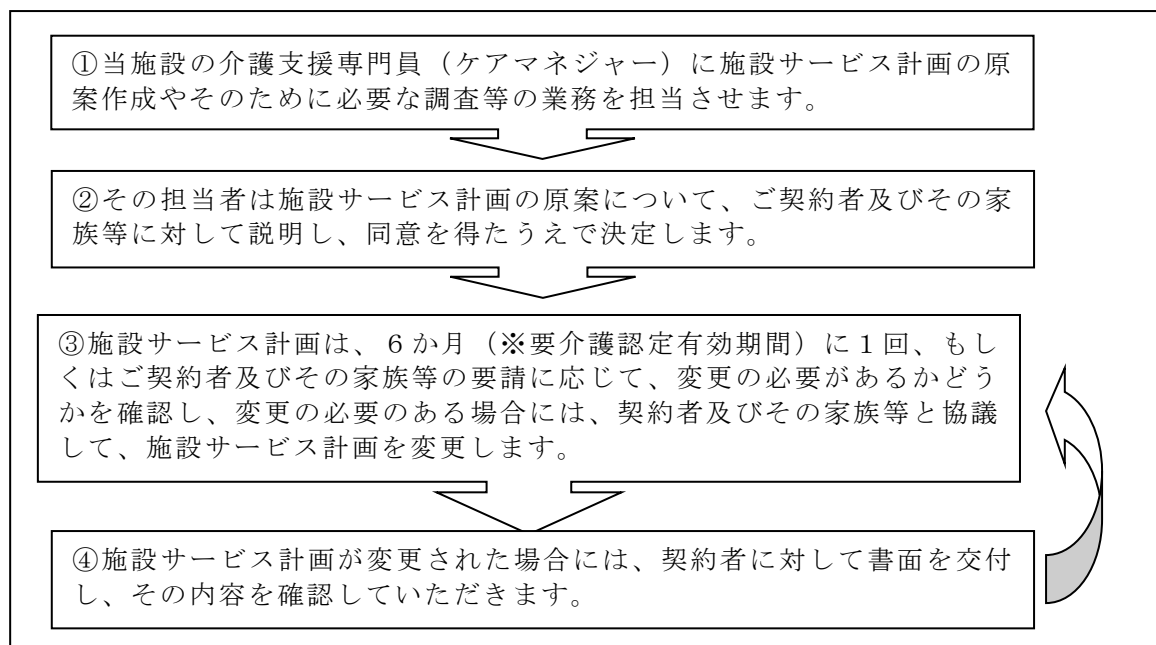 ①当施設の介護支援専門員（ケアマネジャー）に施設サービス計画の原
案作成やそのために必要な調査等の業務を担当させます。
②その担当者は施設サービス計画の原案について、ご契約者及びその家
族等に対して説明し、同意を得たうえで決定します。
③施設サービス計画は、６か月（※要介護認定有効期間）に１回、もし
くはご契約者及びその家族等の要請に応じて、変更の必要があるかどう
かを確認し、変更の必要のある場合には、契約者及びその家族等と協議
して、施設サービス計画を変更します。
④施設サービス計画が変更された場合には、契約者に対して書面を交付
し、その内容を確認していただきます。